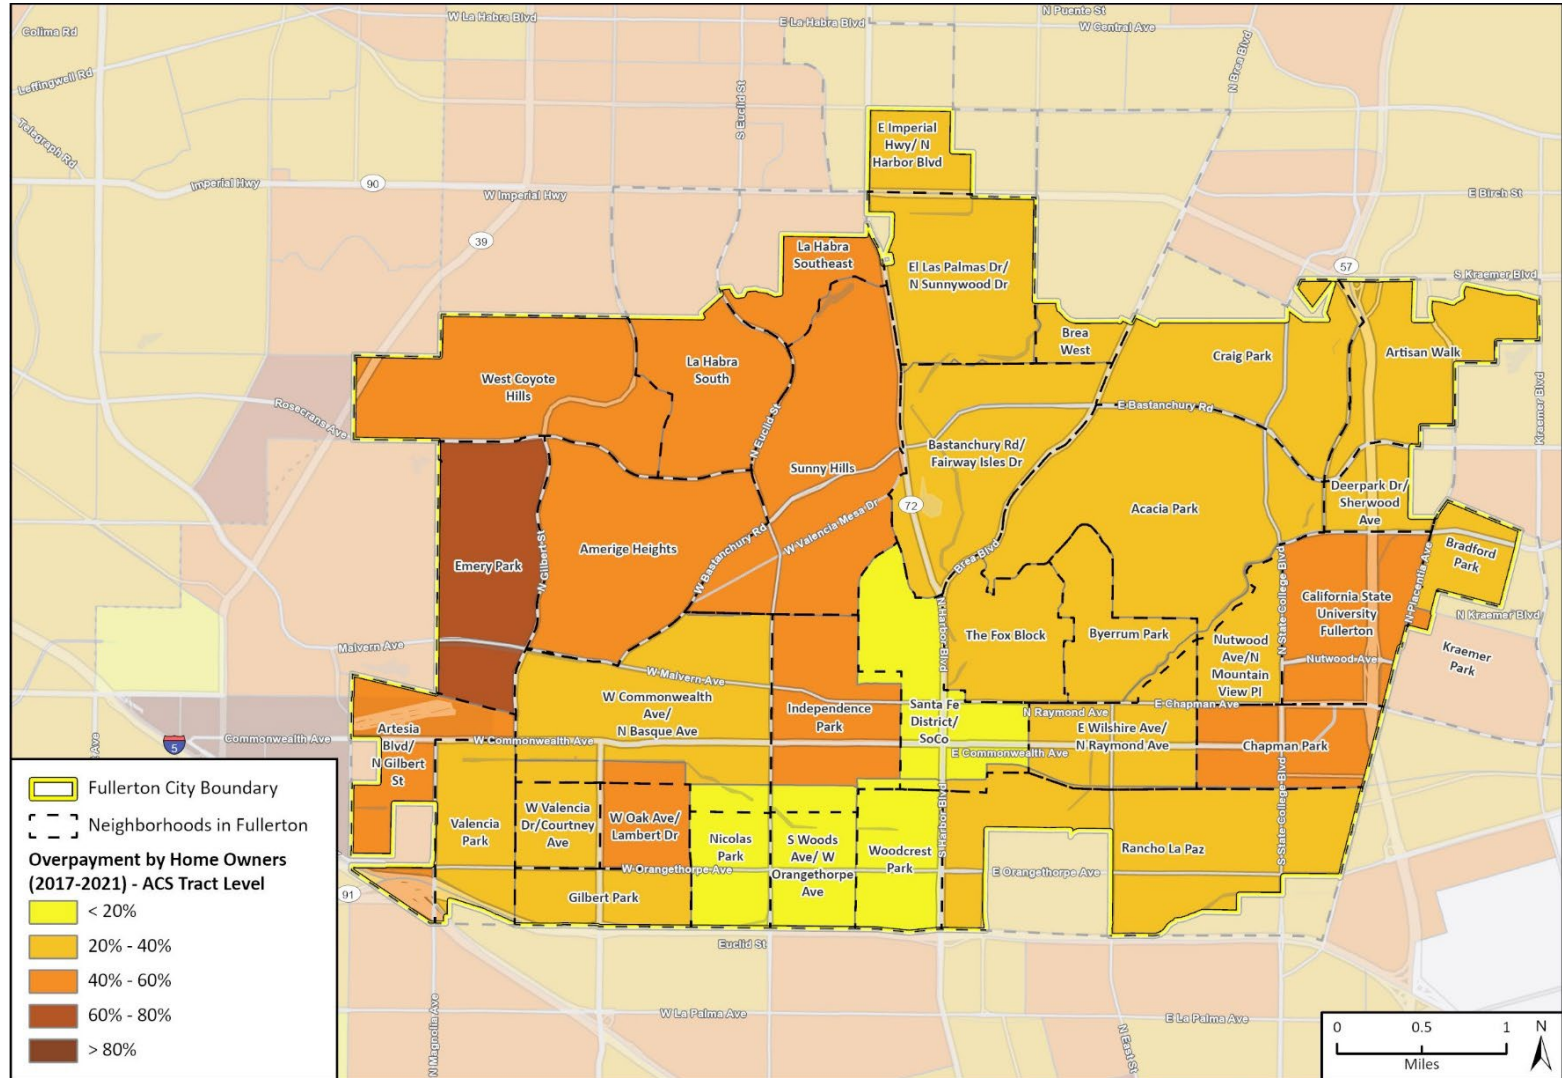 N Puente St
W La Habra Blvd
E La Habra Blvd
W Central Ave
Colima Rd
Leffingwell Rd
Telegraph Rd
S Euclid St
N Brea Blvd
E Imperial
Hwy/ N
Harbor Blvd
Imperial Hwy
90
W Imperial Hwy
E Birch St
39
La Habra
Southeast
El Las Palmas Dr/
N Sunnywood Dr
57
S Kraemer Blvd
Brea
West
Craig Park
Artisan Walk
La Habra
South
West Coyote
Hills
Rosecrans Ave
N Euclid St
E Bastanchury Rd
Kraemer Blvd
Bastanchury Rd/
Fairway Isles Dr
Sunny Hills
Deerpark Dr/
Sherwood
Ave
72
Acacia Park
W Valencia Mesa Dr
W Bastanchury Rd
Amerige Heights
Emery Park
N Gilbert St
Brea Blvd
N State College Blvd
Bradford
Park
California State
University
Fullerton
N Placentia Ave
N Kraemer Blvd
N Harbor Blvd
The Fox Block
Byerrum Park
Nutwood
Ave/N
Mountain
View Pl
Nutwood Ave
Kraemer
Park
Malvern Ave
W Malvern Ave
W Commonwealth
Ave/
N Basque Ave
Independence
Park
Santa Fe
District/
SoCo
N Raymond Ave
E Chapman Ave
E Wilshire Ave/
N Raymond Ave
Chapman Park
Artesia
Blvd/
N Gilbert
St
Commonwealth Ave
5
Ave
W Commonwealth Ave
E Commonwealth Ave
S Harbor Blvd
S State College Blvd
Valencia
Park
W Valencia
Dr/Courtney
Ave
W Oak Ave/
Lambert Dr
Nicolas
Park
S Woods
Ave/ W
Orangethorpe
Ave
Woodcrest
Park
Rancho La Paz
W Orangethorpe Ave
E Orangethorpe Ave
Gilbert Park
91
Euclid St
N Magnolia Ave
W La Palma Ave
E La Palma Ave
N East St
Fullerton City Boundary
Neighborhoods in Fullerton
Overpayment by Home Owners
(2017-2021) - ACS Tract Level
< 20%
20% - 40%
40% - 60%
60% - 80%
> 80%
0 0.5 1
Miles
N